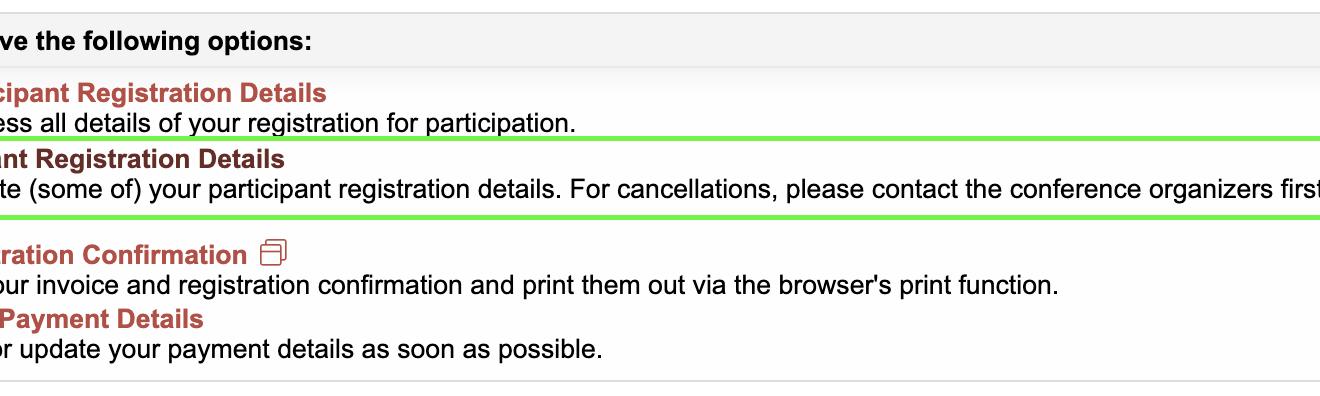 ve the following options:
cipant Registration Details
ess all details of your registration for participation.
ant Registration Details
te (some of) your participant registration details. For cancellations, please contact the conference organizers first
ration Confirmation
our invoice and registration confirmation and print them out via the browser's print function.
Payment Details
or update your payment details as soon as possible.